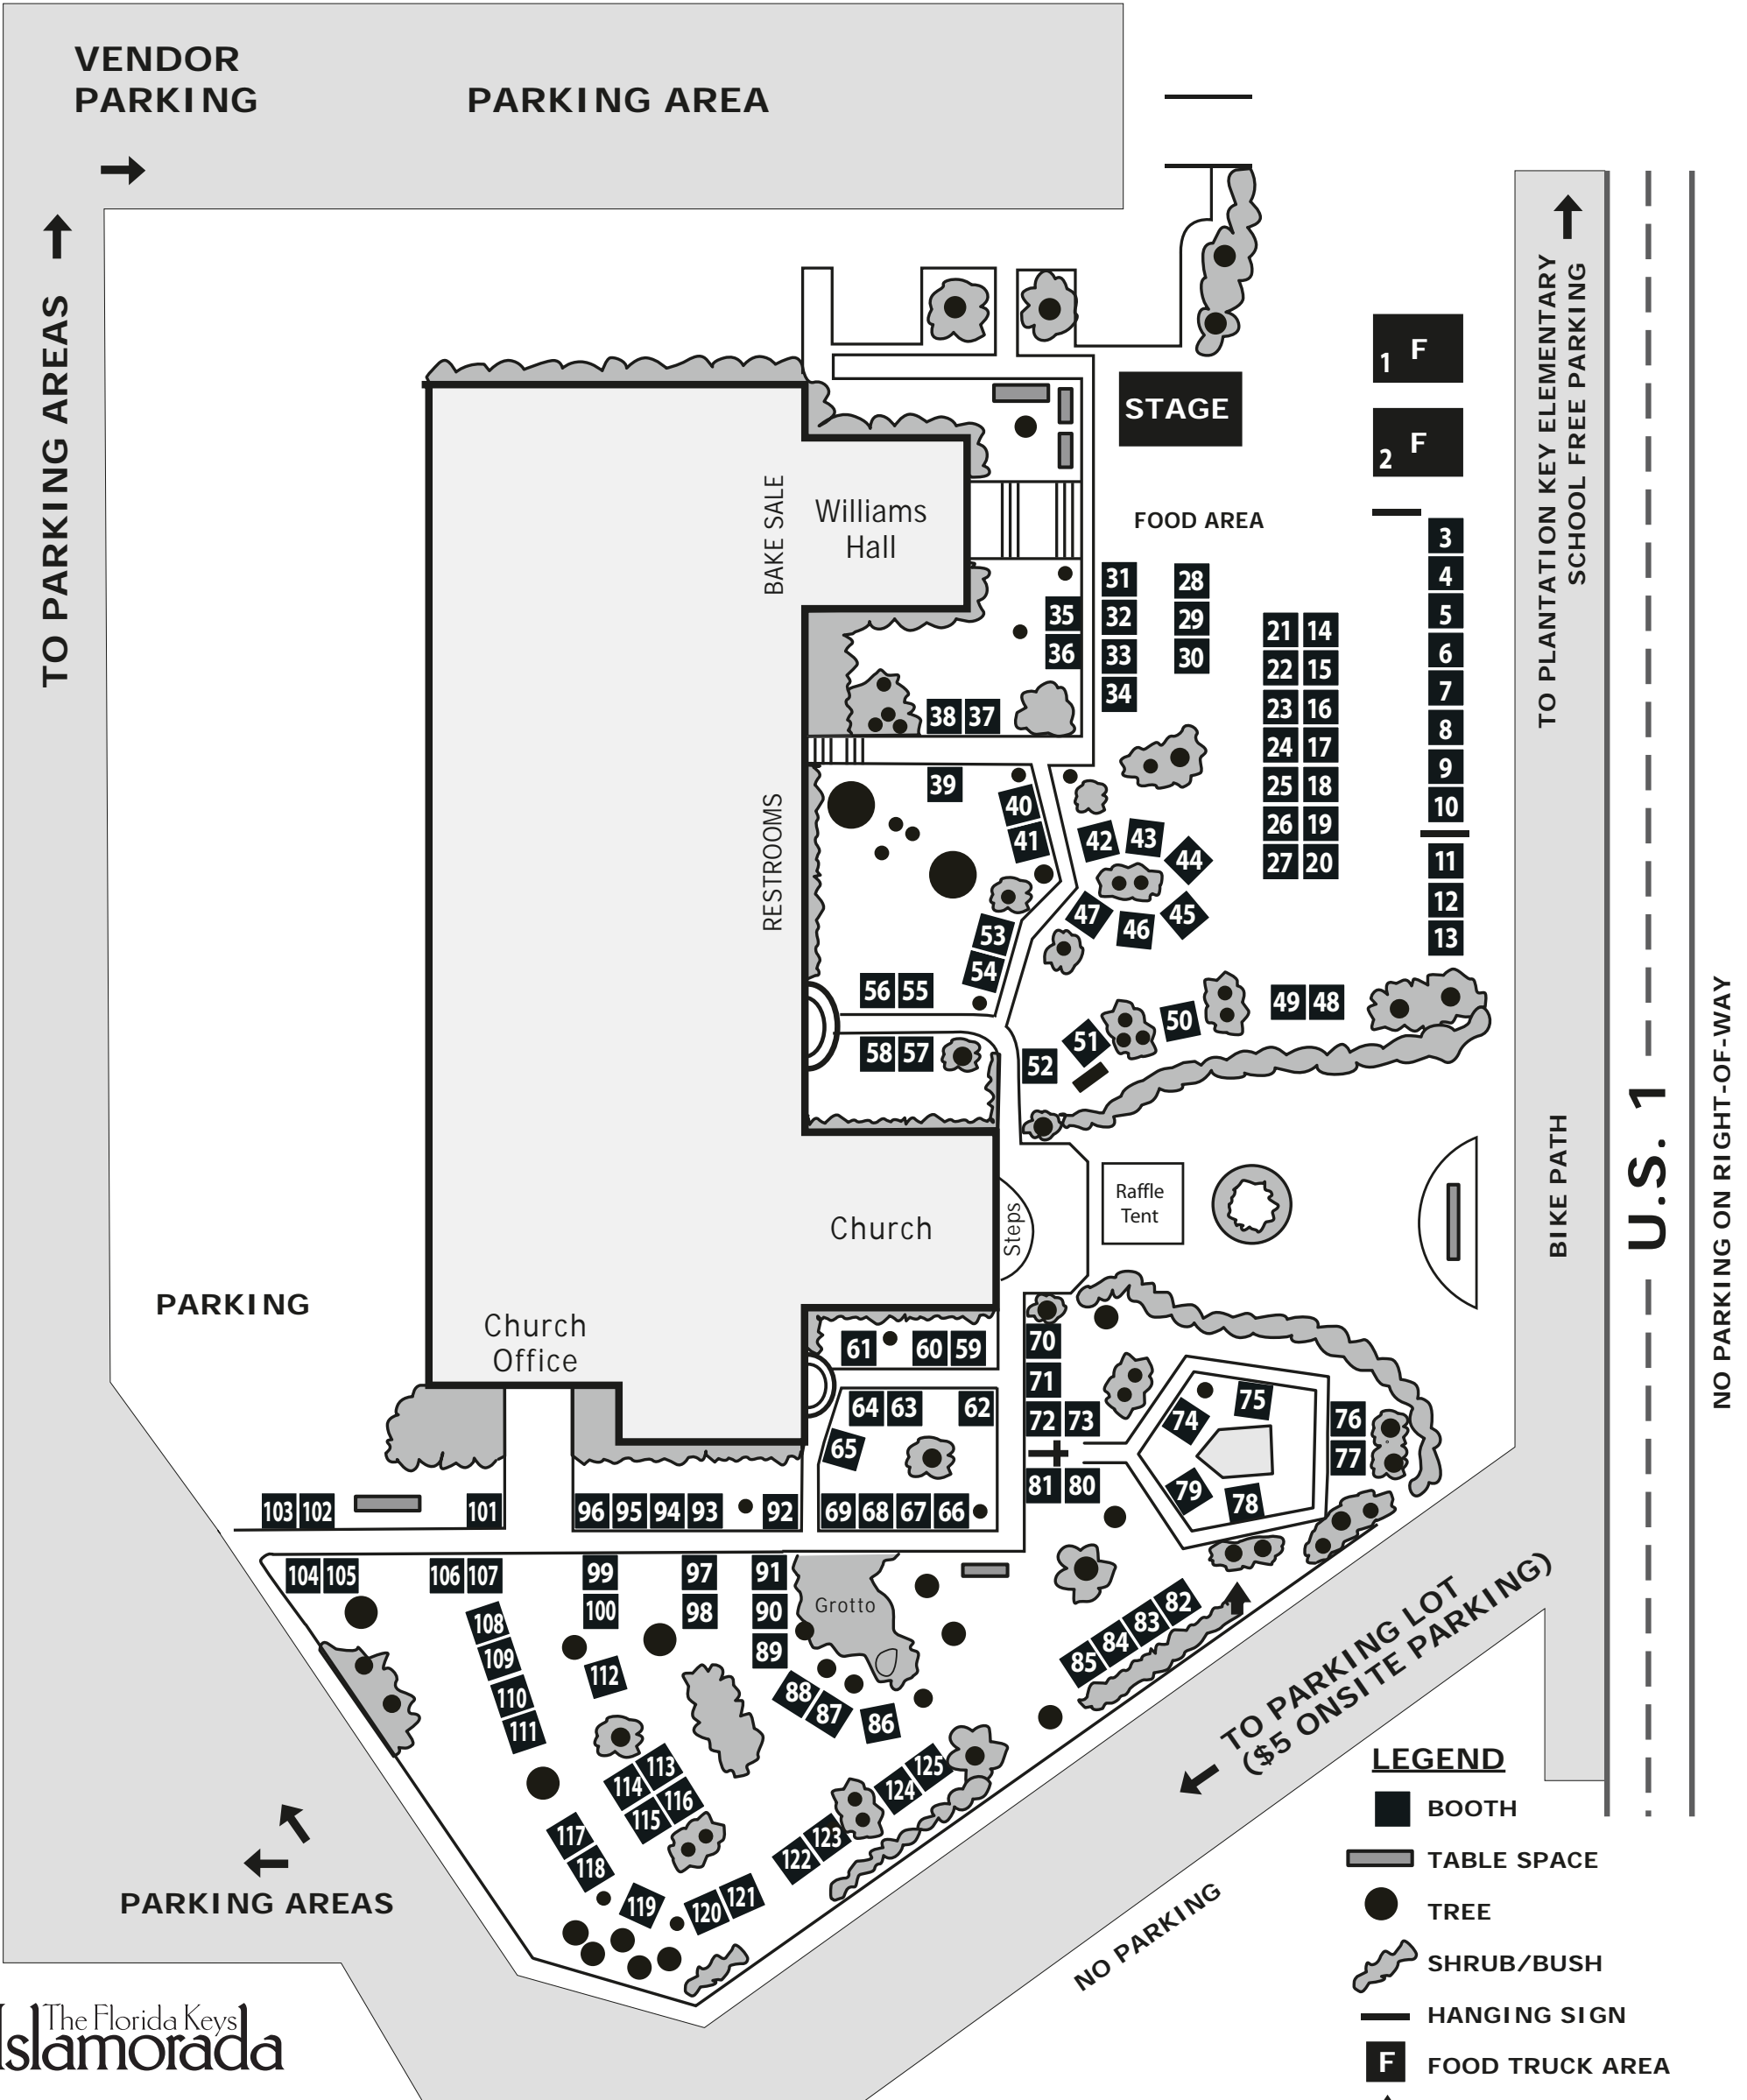 VENDOR
PARKING
PARKING AREA
TO PARKING AREAS
TO PLANTATION KEY ELEMENTARY
SCHOOL FREE PARKING
1 F
2 F
STAGE
FOOD AREA
BAKE SALE
Williams
Hall
RESTROOMS
3
4
5
6
7
8
9
10
11
12
13
21 14
22 15
23 16
24 17
25 18
26 19
27 20
28
29
30
31
32
33
34
35
36
38 37
39
40
41
42
43
44
45
46
47
49 48
50
51
52
53
54
56 55
58 57
Church
Steps
Raffle
Tent
BIKE PATH
U.S. 1
NO PARKING ON RIGHT-OF-WAY
PARKING
Church
Office
61
60 59
64 63
62
65
69 68 67 66
70
71
72 73
74
75
76
77
78
79
81 80
82
83
84
85
86
87
88
89
90
91
92
96 95 94 93
97
98
99
100
101
103 102
104 105
106 107
108
109
110
111
112
113
114
115
116
117
118
119
120
121
122
123
124
125
Grotto
TO PARKING LOT
($5 ONSITE PARKING)
NO PARKING
PARKING AREAS
LEGEND
BOOTH
TABLE SPACE
TREE
SHRUB/BUSH
HANGING SIGN
F FOOD TRUCK AREA
The Florida Keys
Islamorada